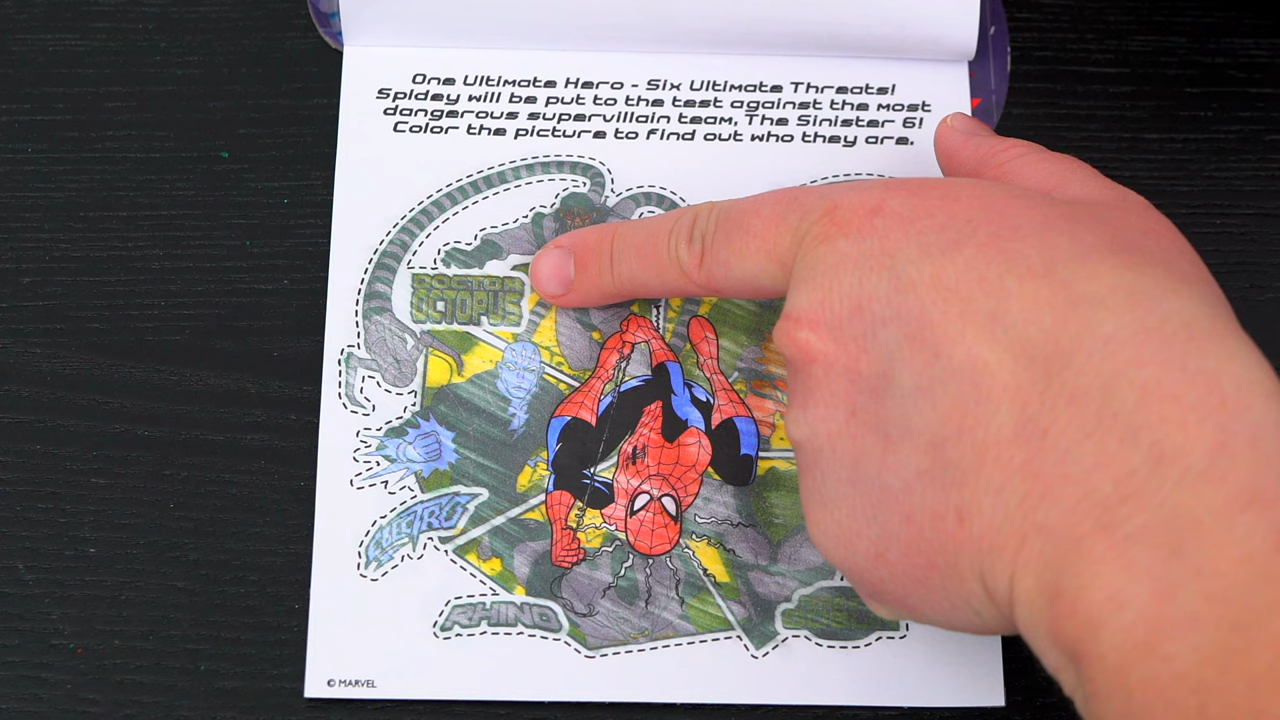 One Ultimate Hero - Six Ultimate Threats!
Spidey will be put to the test against the most
dangerous supervillain team, The Sinister 6!
Color the picture to find out who they are.
DOCTOR
OCTOPUS
ELECTRO
RHINO
© MARVEL